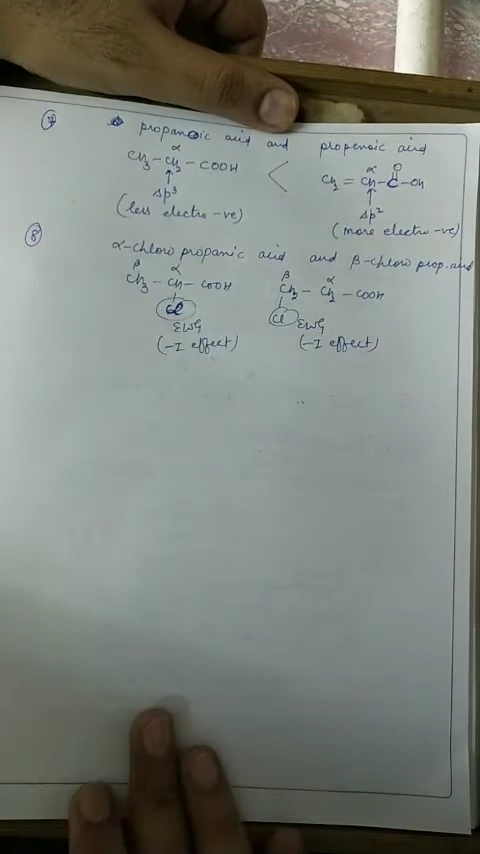 7 propanoic acid and propenoic acid
α
O
CH3 – CH2 – COOH < CH2 = CH – C – OH
sp3 sp2
(less electro -ve) (more electro -ve)
8 α-chloro propanic acid and β-chloro prop. acid
β α β α
CH3 – CH – COOH CH2 – CH2 – COOH
Cl Cl
EWG EWG
(–I effect) (–I effect)